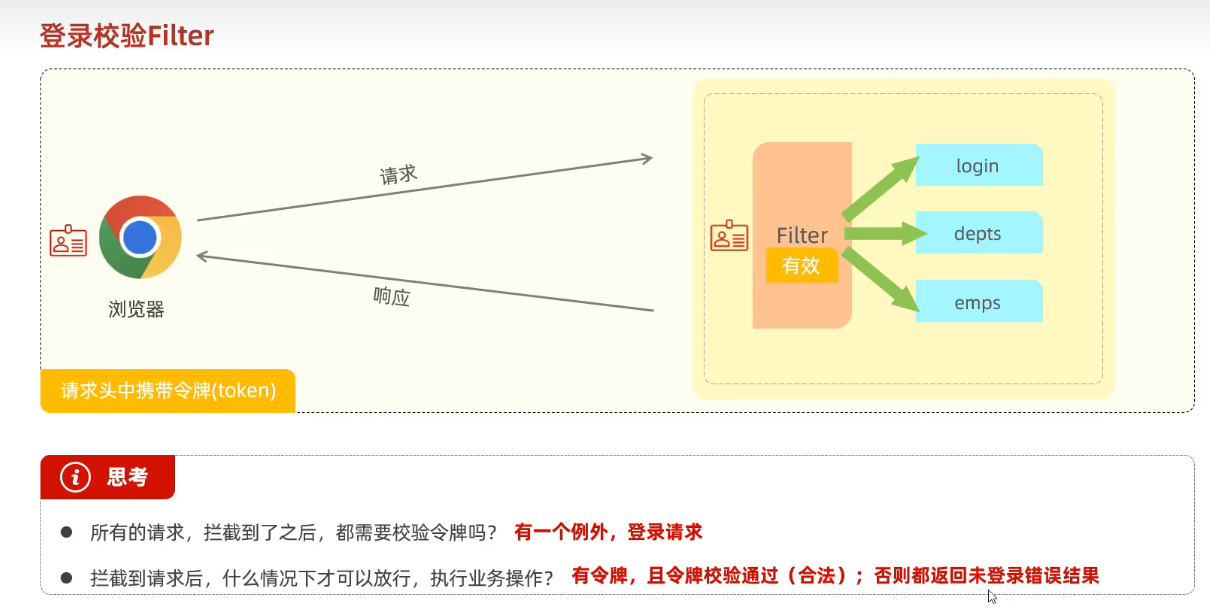 登录校验Filter
请求
login
depts
Filter
有效
emps
响应
浏览器
请求头中携带令牌(token)
i 思考
● 所有的请求，拦截到了之后，都需要校验令牌吗？ 有一个例外，登录请求
● 拦截到请求后，什么情况下才可以放行，执行业务操作？ 有令牌，且令牌校验通过（合法）；否则都返回未登录错误结果